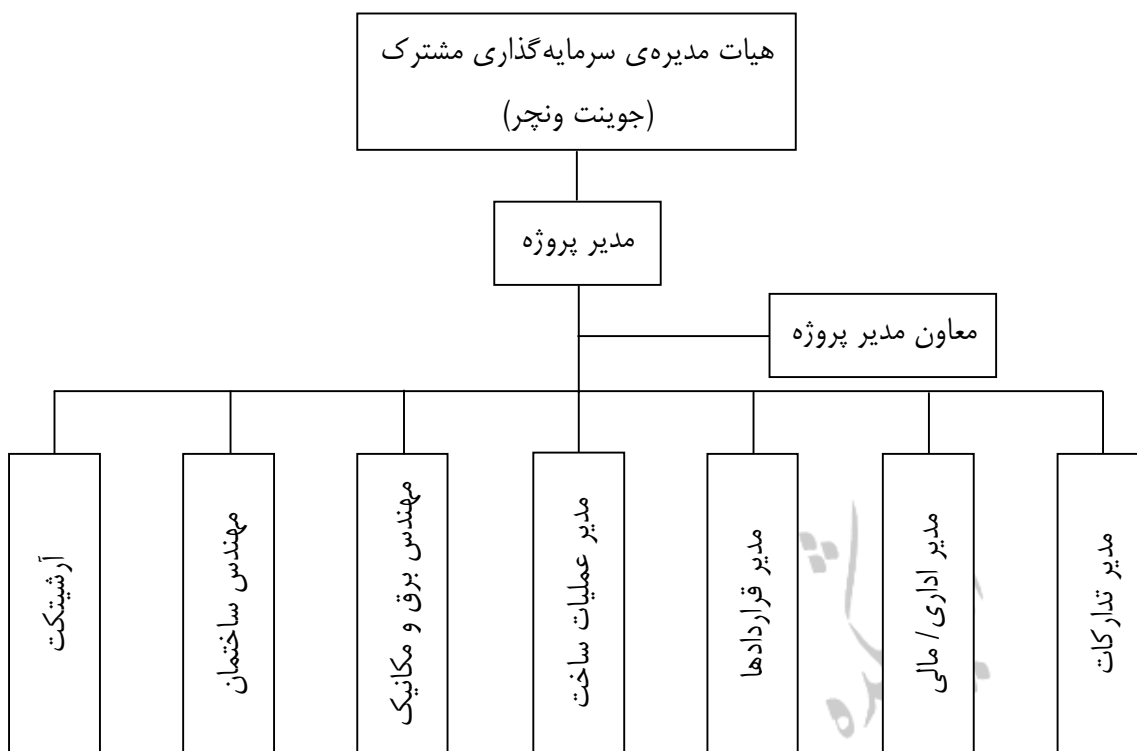 هیات مدیره‌ی سرمایه‌گذاری مشترک
(جوینت ونچر)
مدیر پروژه
معاون مدیر پروژه
مدیر تدارکات
مدیر اداری/ مالی
مدیر قراردادها
مدیر عملیات ساخت
مهندس برق و مکانیک
مهندس ساختمان
آرشیتکت